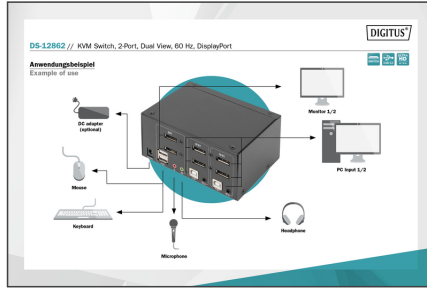 DIGITUS®
DS-12862 // KVM Switch, 2-Port, Dual View, 60 Hz, DisplayPort
Anwendungsbeispiel
Example of use
DC adapter
(optional)
Monitor 1/2
PC Input 1/2
Mouse
Keyboard
Microphone
Headphone